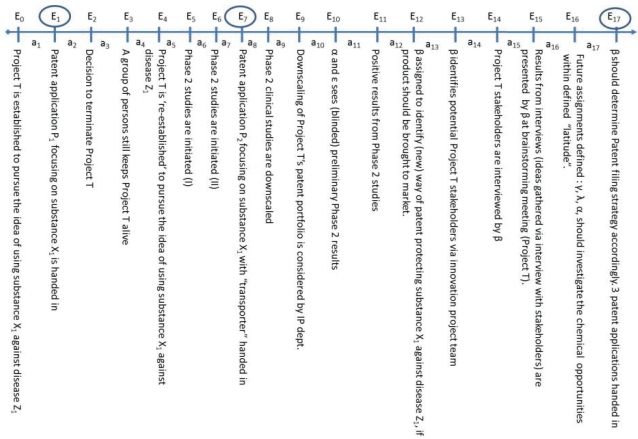 E0 E1 E2 E3 E4 E5 E6 E7 E8 E9 E10 E11 E12 E13 E14 E15 E16 E17
a1 a2 a3 a4 a5 a6 a7 a8 a9 a10 a11 a12 a13 a14 a15 a16 a17
Project T is established to pursue the idea of using substance X1 against disease Z1
Patent application P1 focusing on substance X1 is handed in
Decision to terminate Project T
A group of persons still keeps Project T alive
Project T is 're-established' to pursue the idea of using substance X1 against
disease Z1
Phase 2 studies are initiated (I)
Phase 2 studies are initiated (II)
Patent application P2 focusing on substance X1 with "transporter" handed in
Phase 2 clinical studies are downscaled
Downscaling of Project T's patent portfolio is considered by IP dept.
α and ε sees (blinded) preliminary Phase 2 results
Positive results from Phase 2 studies
β assigned to identify (new) way of patent protecting substance X1 against disease Z1, if
product should be brought to market.
β identifies potential Project T stakeholders via innovation project team
Project T stakeholders are interviewed by β
Results from interviews (ideas gathered via interview with stakeholders) are
presented by β at brainstorming meeting (Project T).
Future assignments defined : γ, λ, α, should investigate the chemical opportunities
within defined "latitude".
β should determine Patent filing strategy accordingly. 3 patent applications handed in